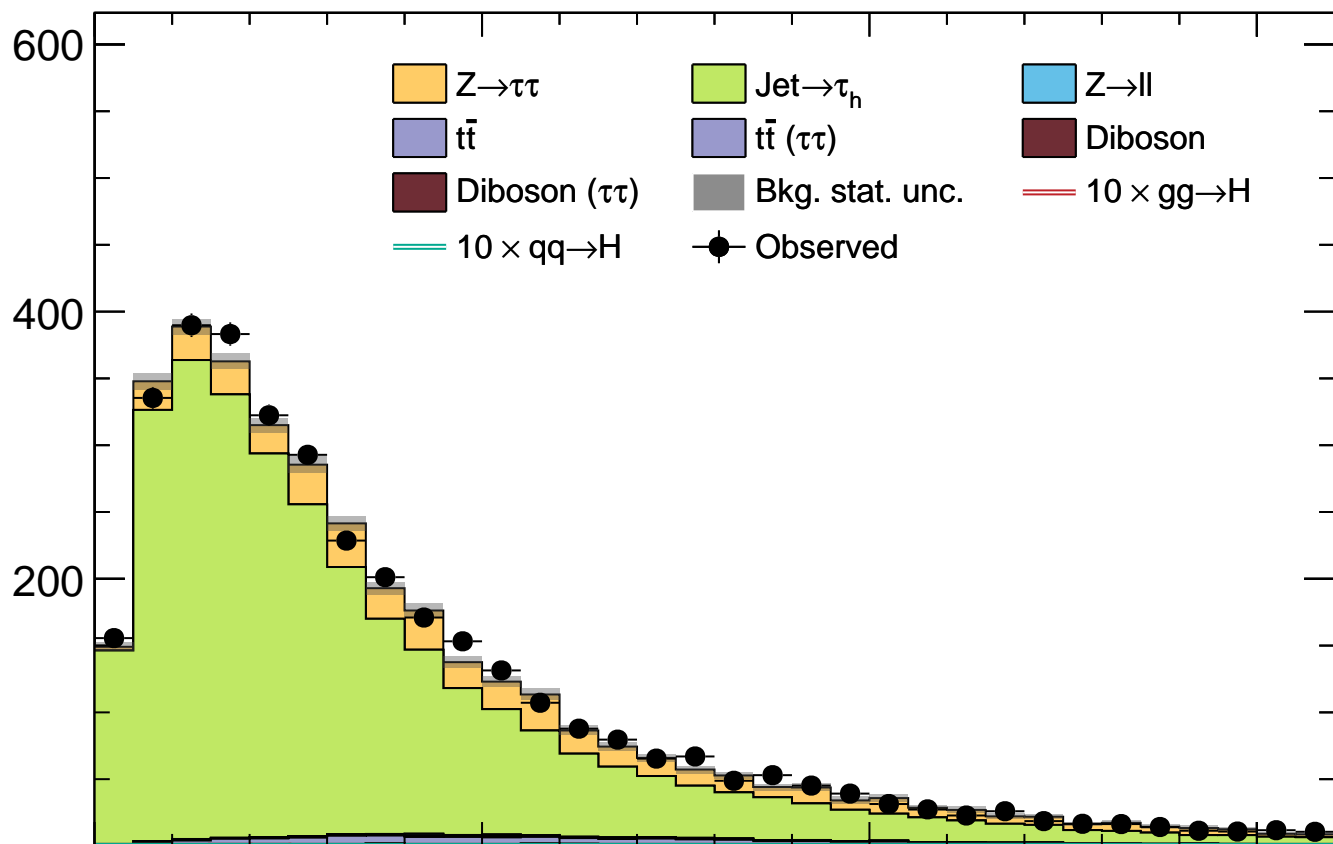 600
Z→ττ Jet→τh Z→ll
tt̄ tt̄ (ττ) Diboson
Diboson (ττ) Bkg. stat. unc. 10 × gg→H
10 × qq→H Observed
400
200